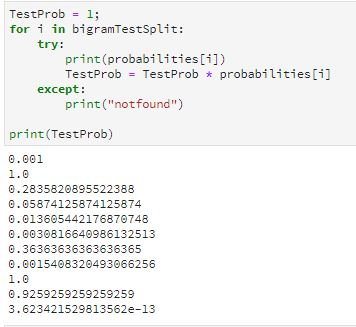 TestProb = 1;
for i in bigramTestSplit:
    try:
        print(probabilities[i])
        TestProb = TestProb * probabilities[i]
    except:
        print("notfound")

print(TestProb)
0.001
1.0
0.2835820895522388
0.05874125874125874
0.013605442176870748
0.0030816640986132513
0.36363636363636365
0.0015408320493066256
1.0
0.9259259259259259
3.623421529813562e-13